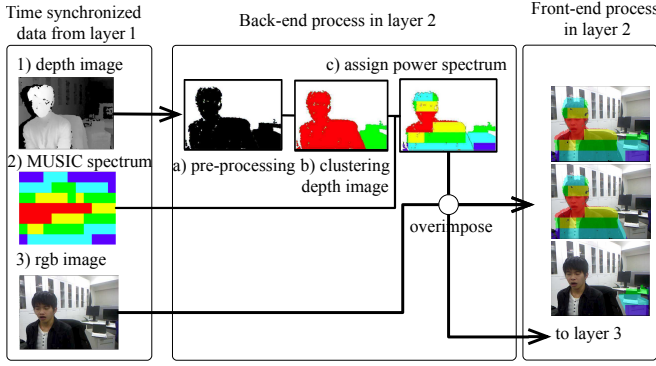 Time synchronized
data from layer 1
Back-end process in layer 2
Front-end process
in layer 2
1) depth image
c) assign power spectrum
2) MUSIC spectrum
a) pre-processing
b) clustering
depth image
overimpose
3) rgb image
to layer 3